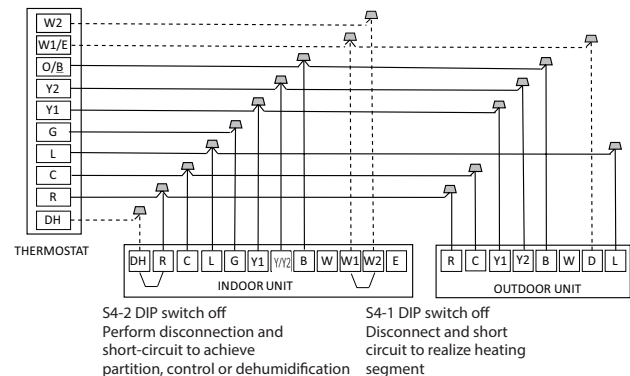 W2
W1/E
O/B
Y2
Y1
G
L
C
R
DH
THERMOSTAT
DH R C L G Y1 Y/Y2 B W W1 W2 E
INDOOR UNIT
R C Y1 Y2 B W D L
OUTDOOR UNIT
S4-2 DIP switch off
Perform disconnection and
short-circuit to achieve
partition, control or dehumidification
S4-1 DIP switch off
Disconnect and short
circuit to realize heating
segment